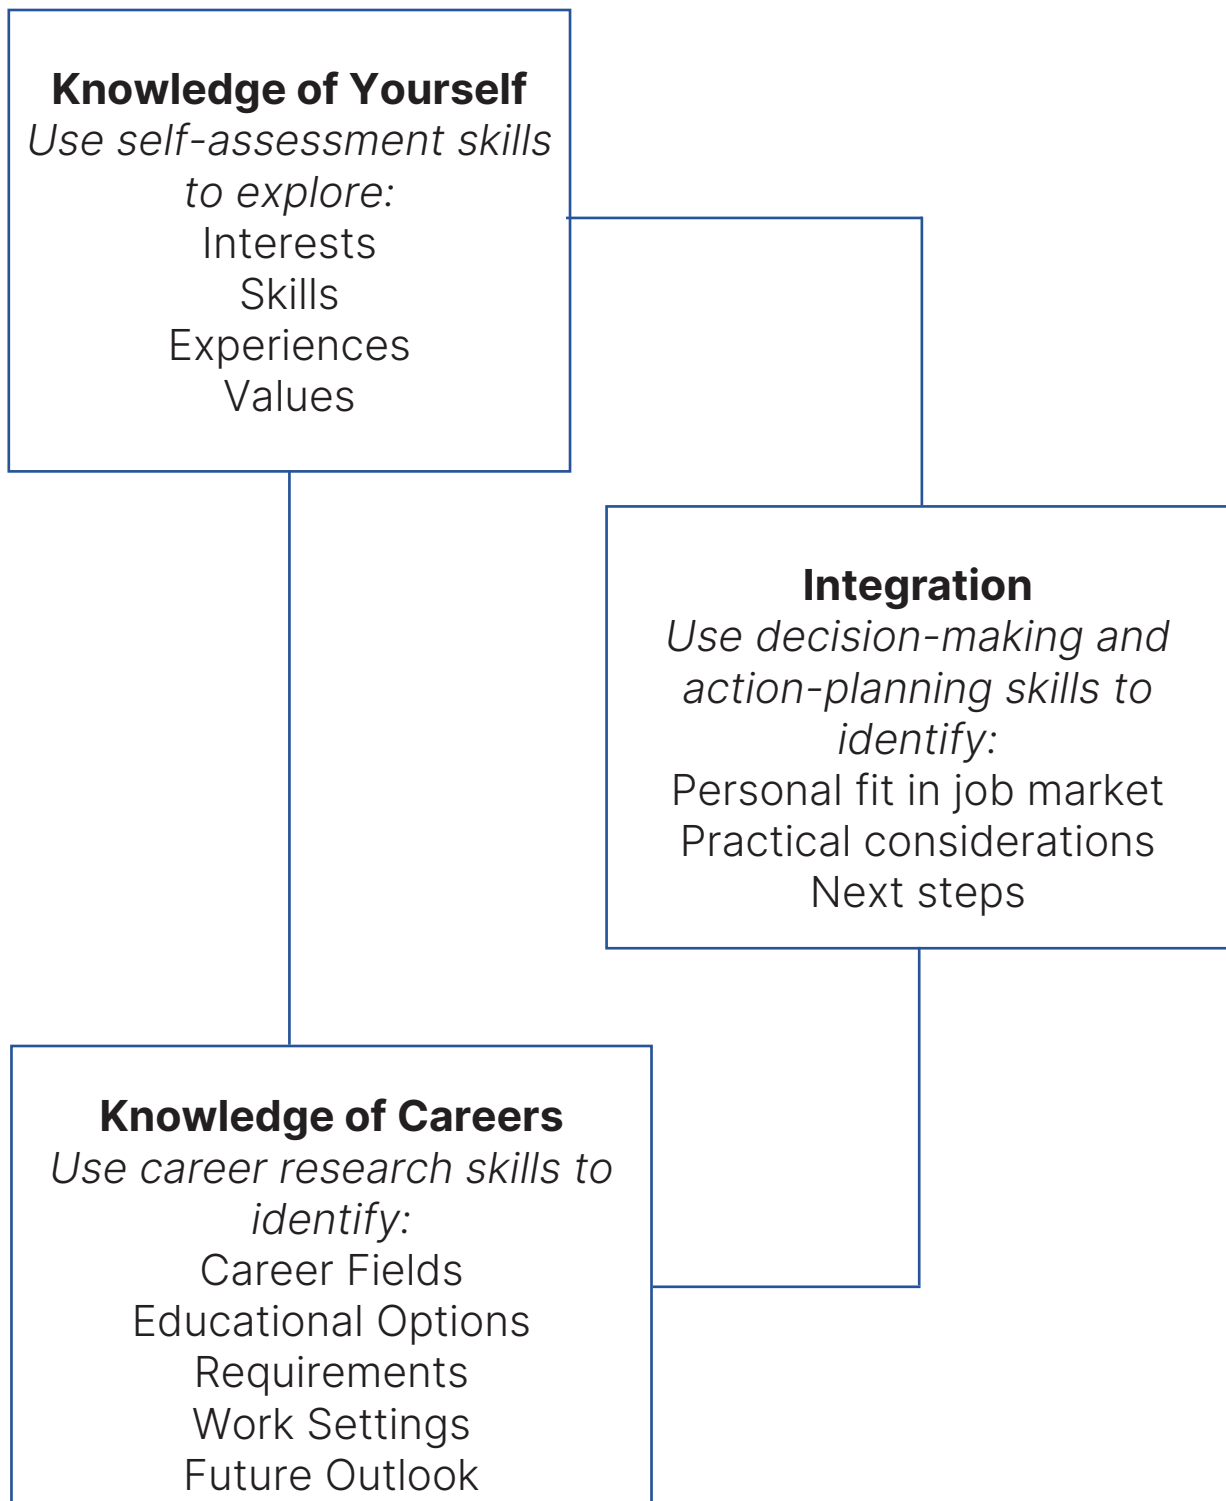 Knowledge of Yourself
Use self-assessment skills
to explore:
Interests
Skills
Experiences
Values
Integration
Use decision-making and
action-planning skills to
identify:
Personal fit in job market
Practical considerations
Next steps
Knowledge of Careers
Use career research skills to
identify:
Career Fields
Educational Options
Requirements
Work Settings
Future Outlook